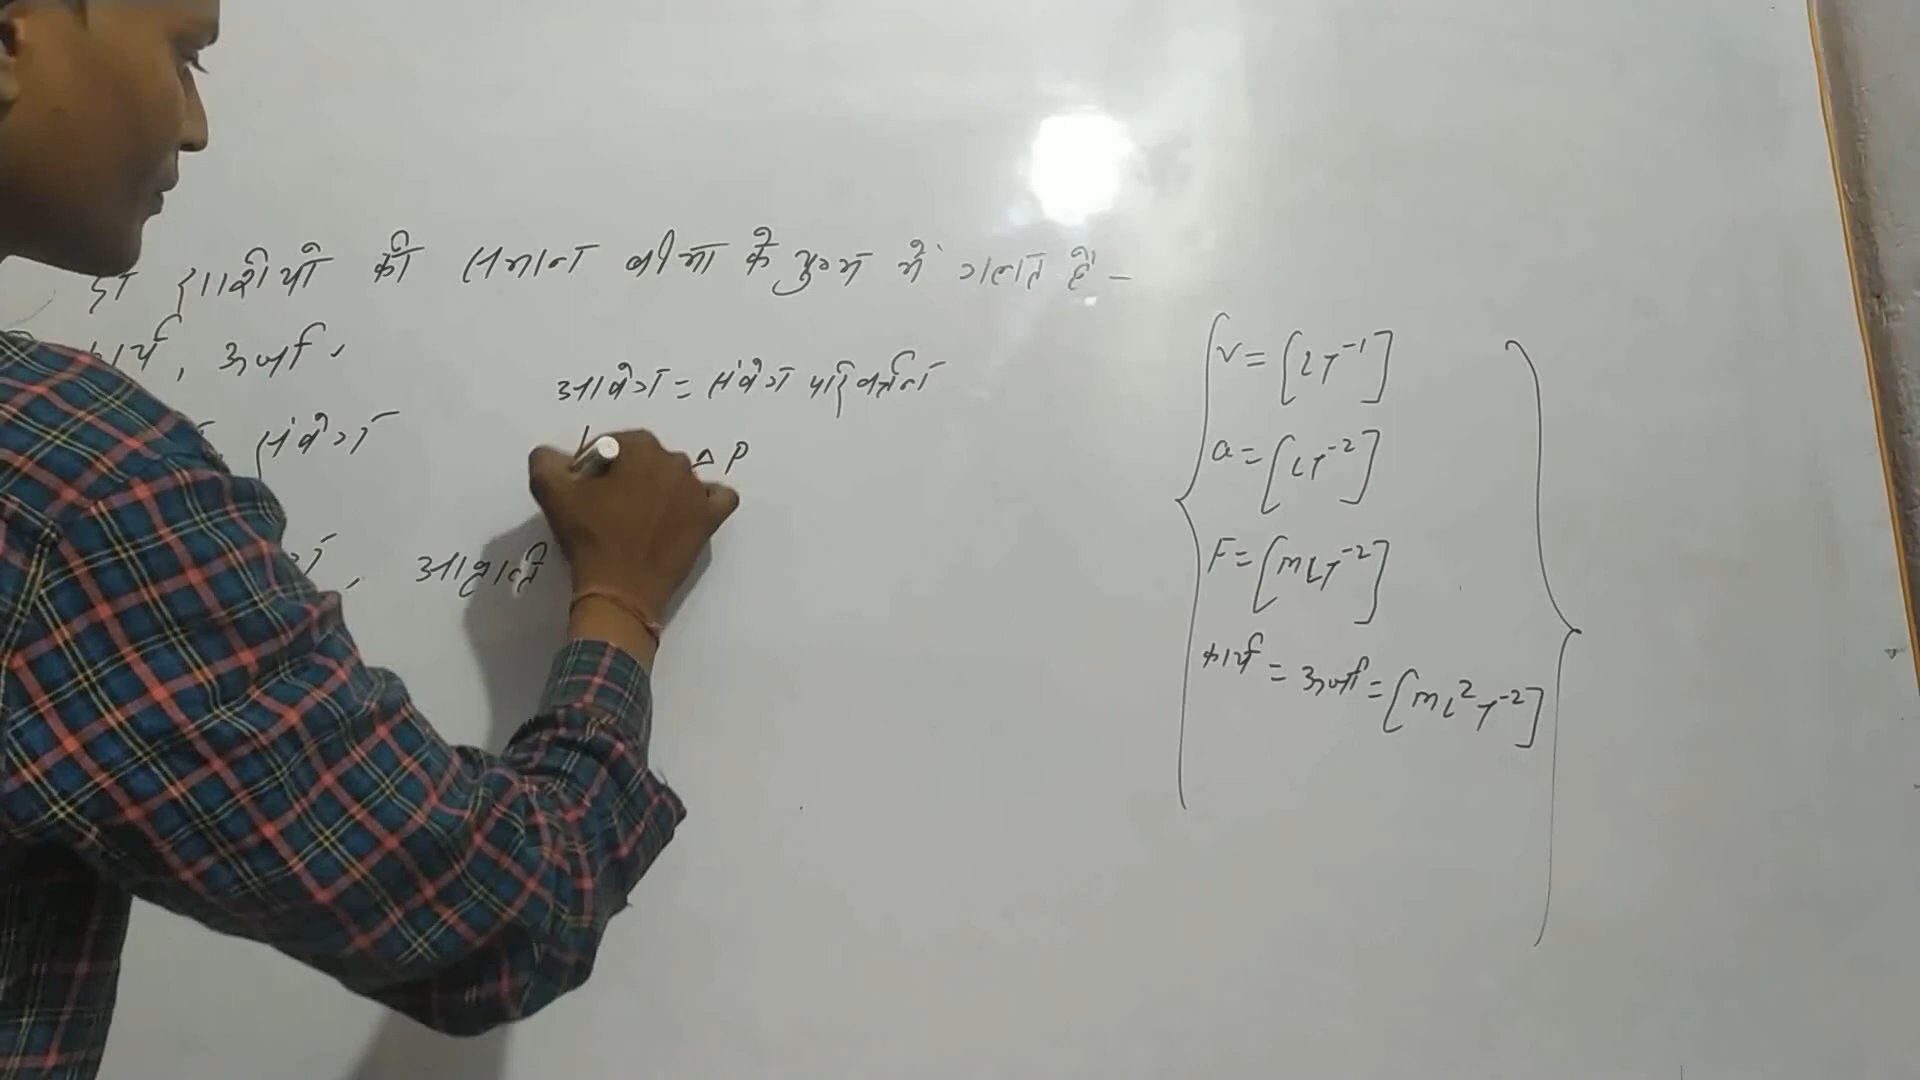 राशियों की समान वीमा के युग्म में गलत है -
कार्य, ऊर्जा,
संवेग
आवेग = संवेग परिवर्तन
Δ P
, आवृत्ति
v = [LT⁻¹]
a = [LT⁻²]
F = [MLT⁻²]
कार्य = ऊर्जा = [ML²T⁻²]